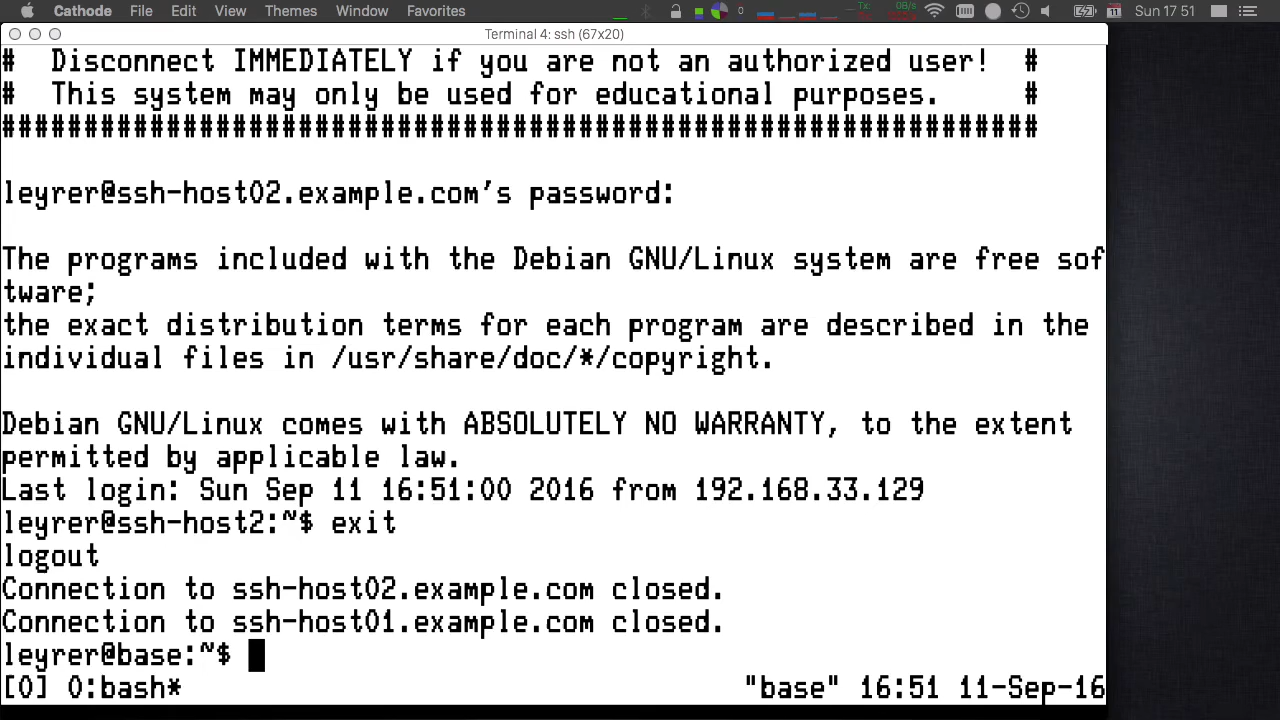 Cathode File Edit View Themes Window Favorites 0 Tx: 0B/s 11 Sun 17 51
Terminal 4: ssh (67x20)
#  Disconnect IMMEDIATELY if you are not an authorized user!  #
#  This system may only be used for educational purposes.     #
###############################################################
leyrer@ssh-host02.example.com's password:
The programs included with the Debian GNU/Linux system are free sof
tware;
the exact distribution terms for each program are described in the
individual files in /usr/share/doc/*/copyright.
Debian GNU/Linux comes with ABSOLUTELY NO WARRANTY, to the extent
permitted by applicable law.
Last login: Sun Sep 11 16:51:00 2016 from 192.168.33.129
leyrer@ssh-host2:~$ exit
logout
Connection to ssh-host02.example.com closed.
Connection to ssh-host01.example.com closed.
leyrer@base:~$
[0] 0:bash* "base" 16:51 11-Sep-16